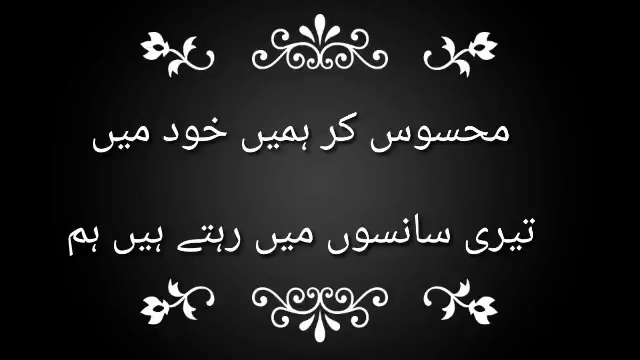 محسوس کر ہمیں خود میں
تیری سانسوں میں رہتے ہیں ہم